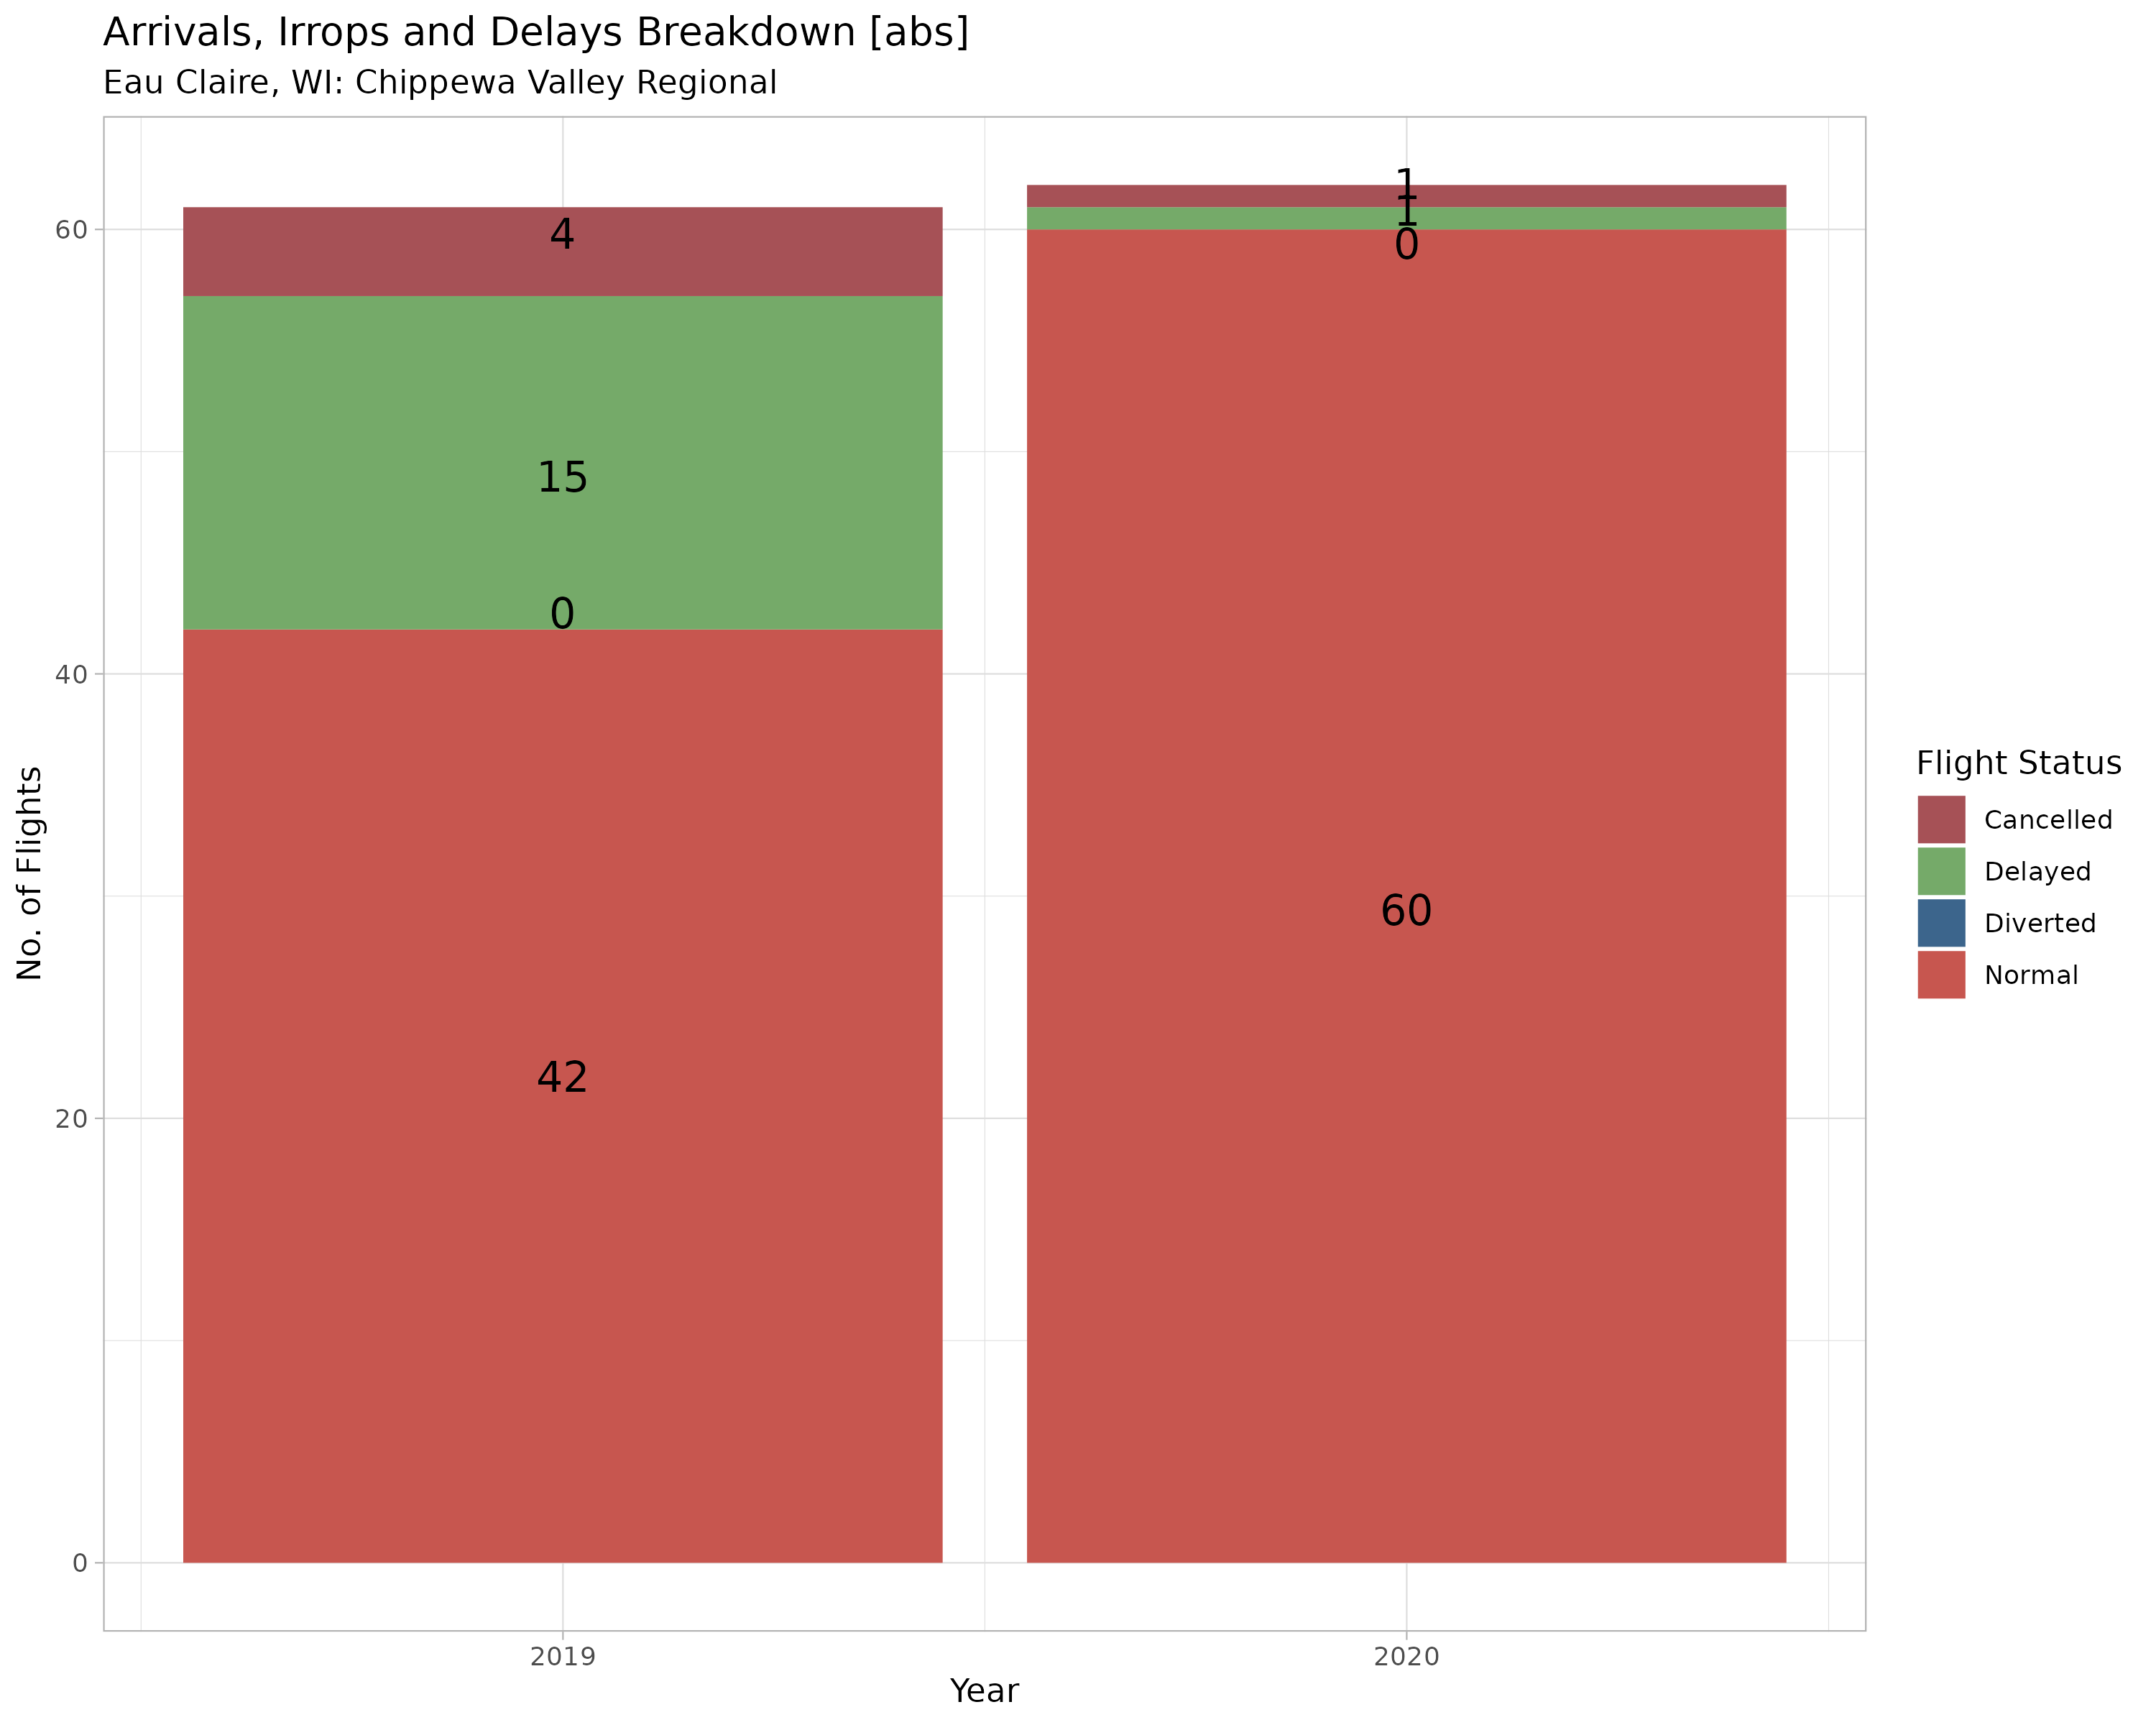 Arrivals, Irrops and Delays Breakdown [abs]
Eau Claire, WI: Chippewa Valley Regional
No. of Flights
60
40
20
0
4
15
0
42
1
1
0
60
2019
2020
Year
Flight Status
Cancelled
Delayed
Diverted
Normal